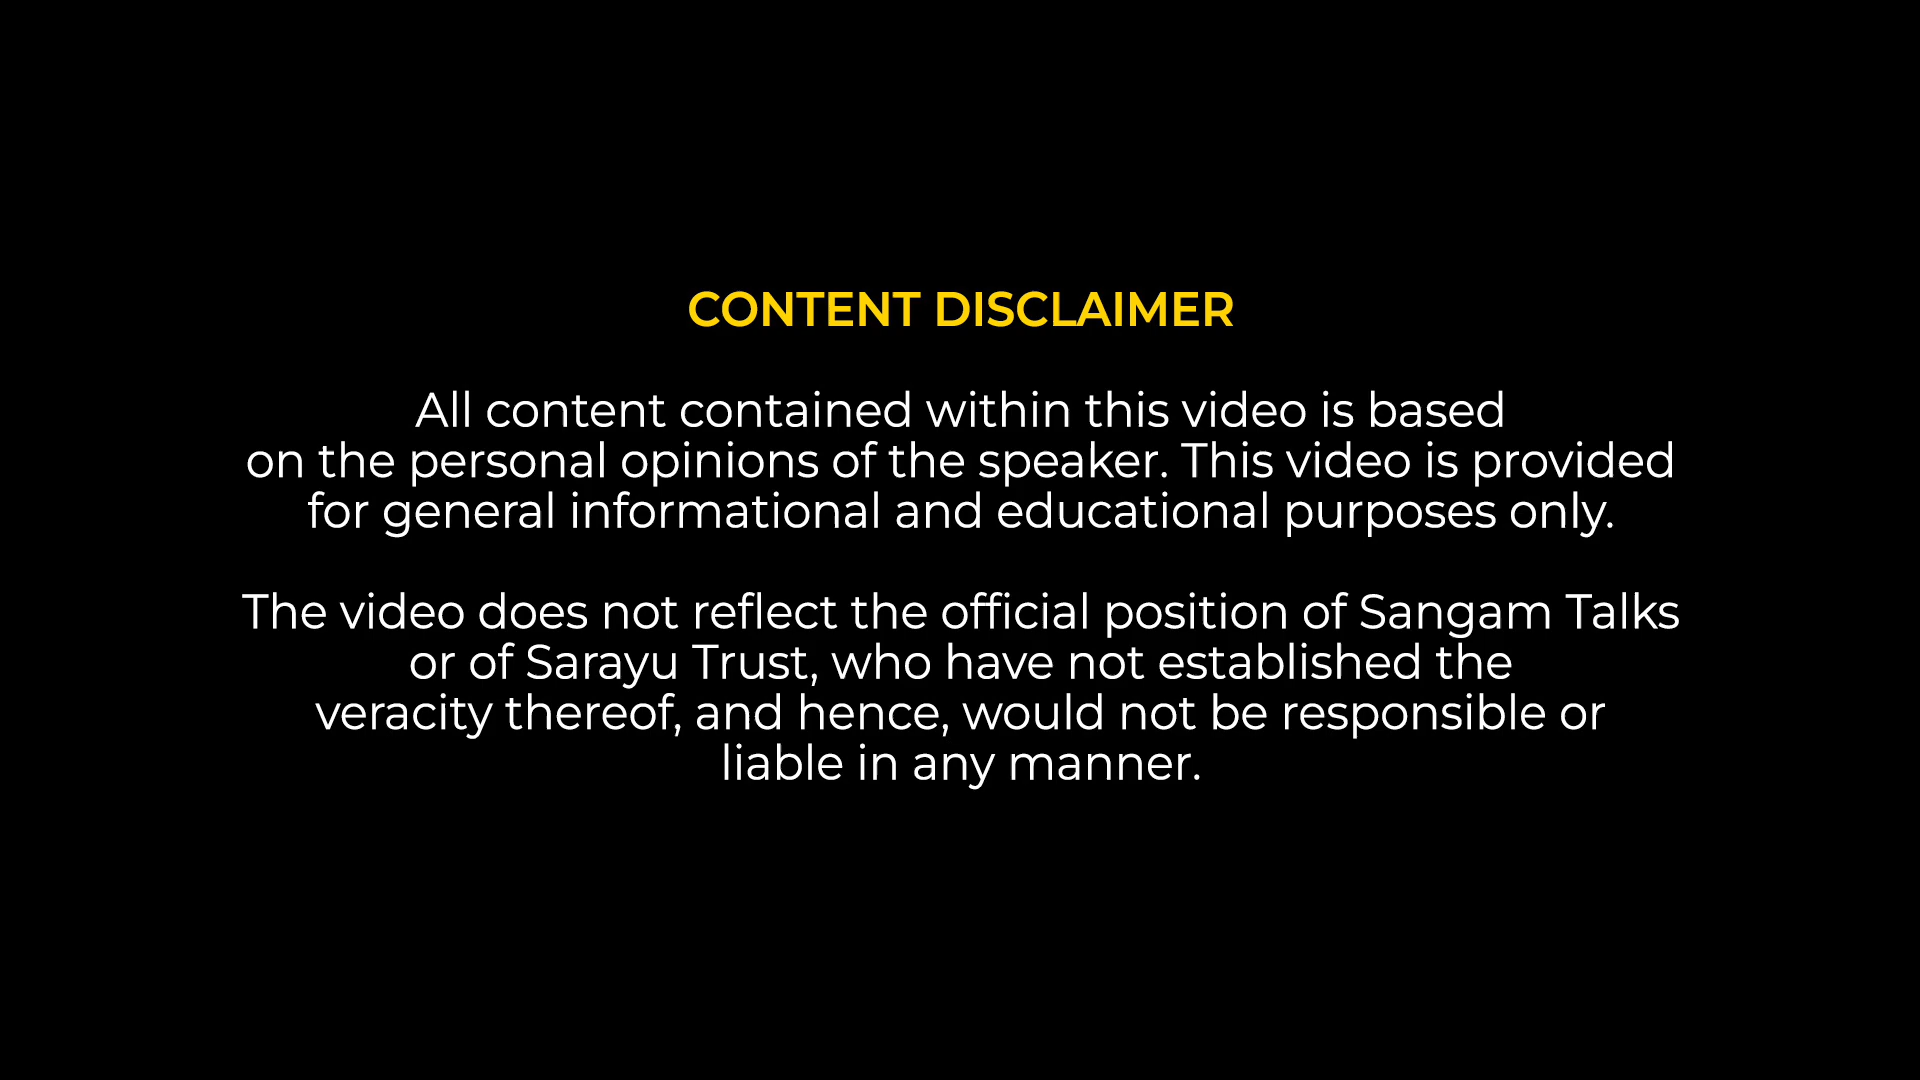 CONTENT DISCLAIMER
All content contained within this video is based
on the personal opinions of the speaker. This video is provided
for general informational and educational purposes only.
The video does not reflect the official position of Sangam Talks
or of Sarayu Trust, who have not established the
veracity thereof, and hence, would not be responsible or
liable in any manner.